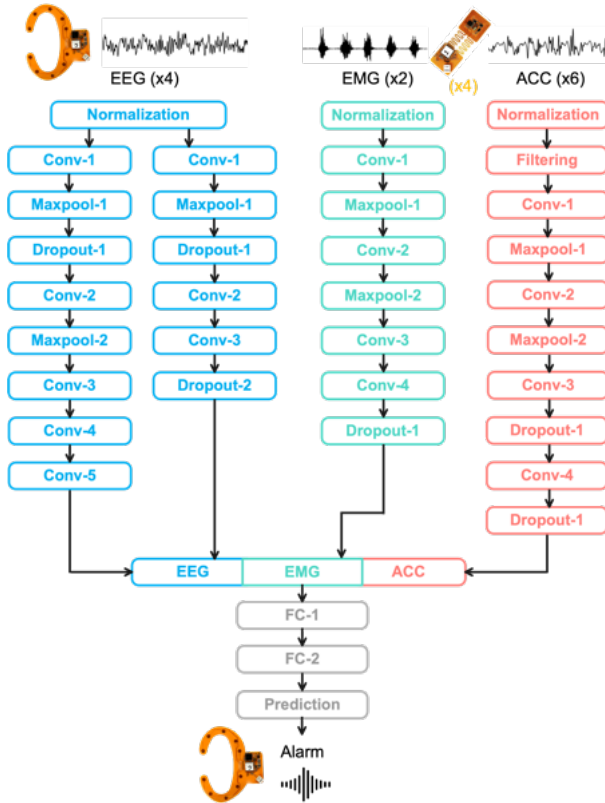 EEG (x4)
EMG (x2)
(x4)
ACC (x6)
Normalization
Conv-1
Maxpool-1
Dropout-1
Conv-2
Maxpool-2
Conv-3
Conv-4
Conv-5
Conv-1
Maxpool-1
Dropout-1
Conv-2
Conv-3
Dropout-2
Normalization
Conv-1
Maxpool-1
Conv-2
Maxpool-2
Conv-3
Conv-4
Dropout-1
Normalization
Filtering
Conv-1
Maxpool-1
Conv-2
Maxpool-2
Conv-3
Dropout-1
Conv-4
Dropout-1
EEG
EMG
ACC
FC-1
FC-2
Prediction
Alarm